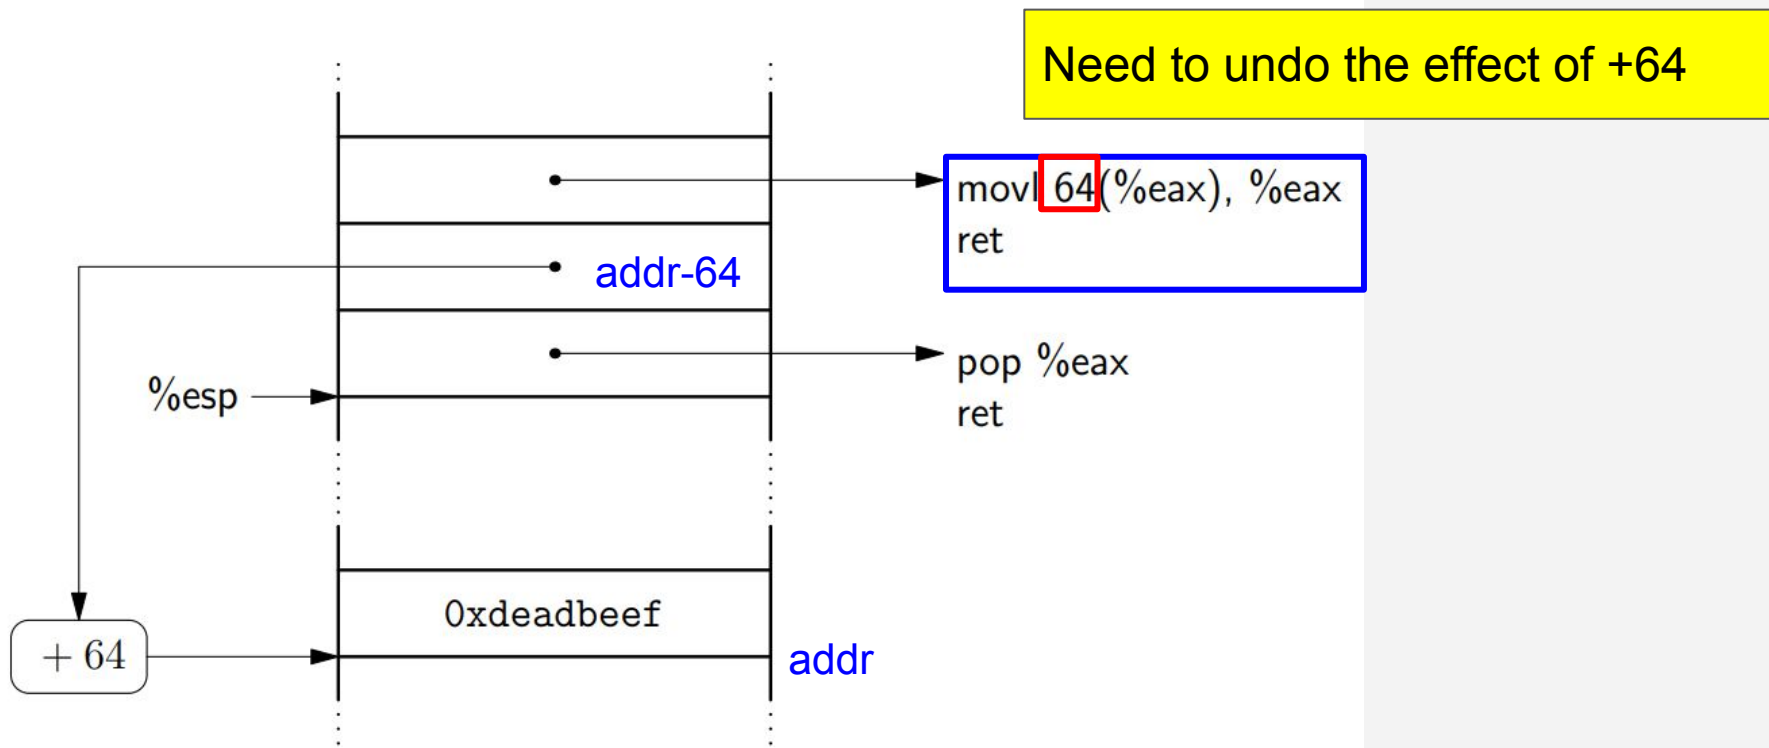 Need to undo the effect of +64
movl 64(%eax), %eax
ret
addr-64
pop %eax
ret
%esp
0xdeadbeef
+ 64
addr